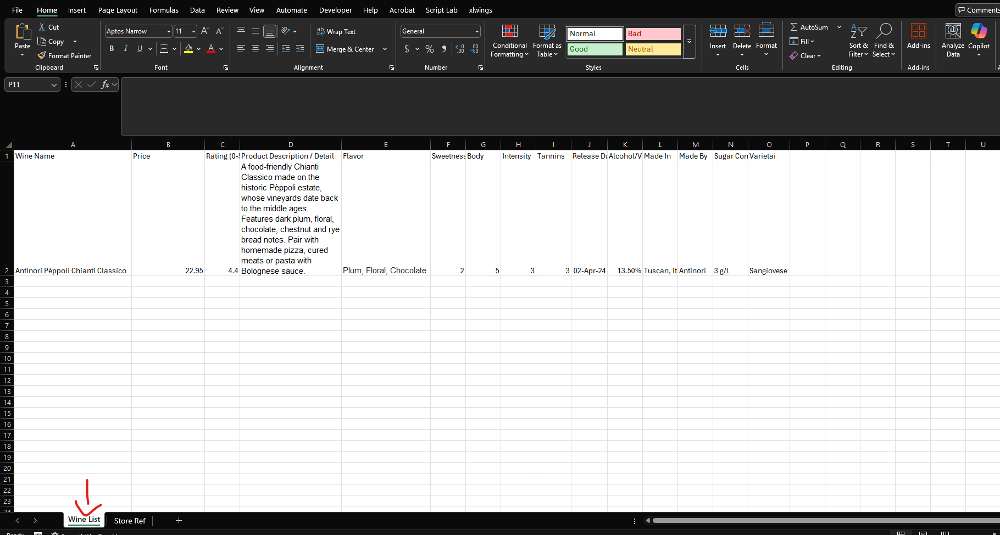 File Home Insert Page Layout Formulas Data Review View Automate Developer Help Acrobat Script Lab xlwings Comments
Paste Cut Copy Format Painter Clipboard
Aptos Narrow 11 A A B I U A Font
ab Wrap Text Merge & Center Alignment
General $ % Number
Conditional Formatting Format as Table Normal Bad Good Neutral Styles
Insert Delete Format Cells
AutoSum Fill Clear Sort & Filter Find & Select Editing
Add-ins Add-ins
Analyze Data Copilot
P11 fx
A B C D E F G H I J K L M N O P Q R S T U
1 Wine Name Price Rating (0- Product Description / Detail Flavor Sweetness Body Intensity Tannins Release Da Alcohol/V Made In Made By Sugar Con Varietai
A food-friendly Chianti
Classico made on the
historic Pèppoli estate,
whose vineyards date back
to the middle ages.
Features dark plum, floral,
chocolate, chestnut and rye
bread notes. Pair with
homemade pizza, cured
meats or pasta with
2 Antinori Pèppoli Chianti Classico 22.95 4.4 Bolognese sauce. Plum, Floral, Chocolate 2 5 3 3 02-Apr-24 13.50% Tuscan, It Antinori 3 g/L Sangiovese
3
4
5
6
7
8
9
10
11
12
13
14
15
16
17
18
19
20
21
22
23
24
Wine List Store Ref